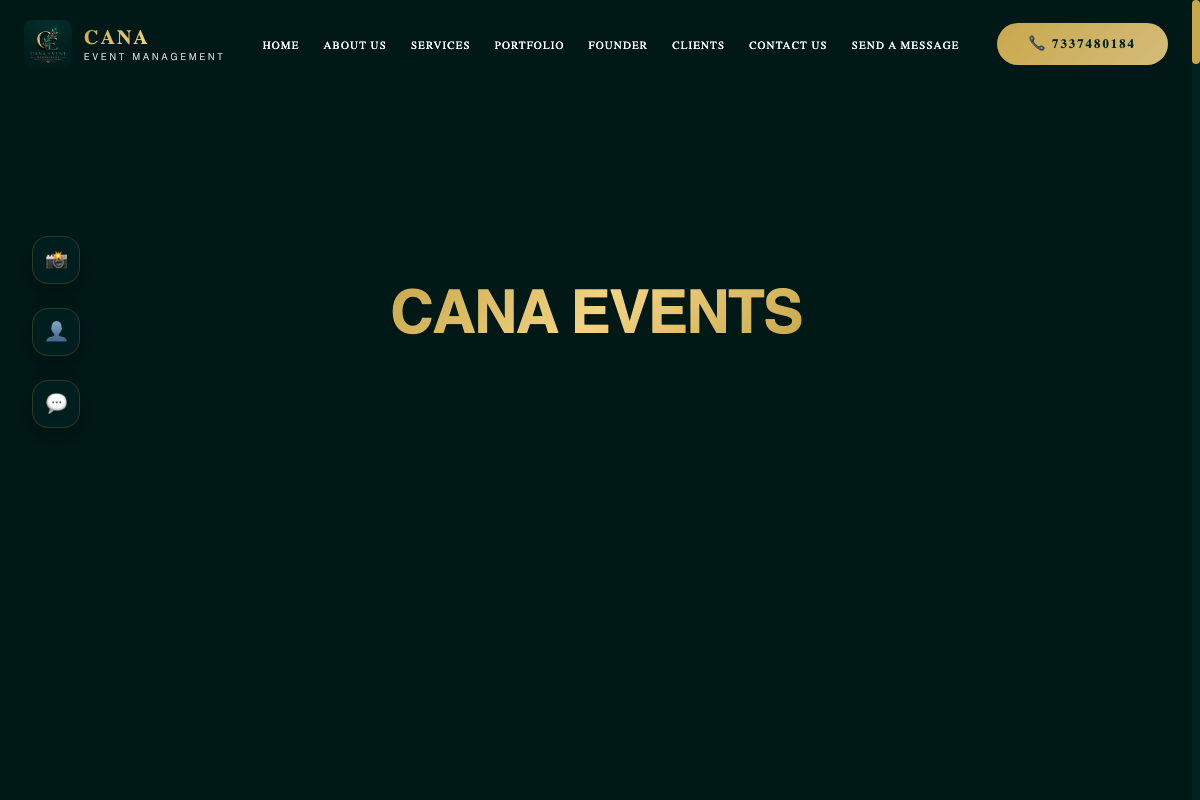 CANA
EVENT MANAGEMENT
HOME
ABOUT US
SERVICES
PORTFOLIO
FOUNDER
CLIENTS
CONTACT US
SEND A MESSAGE
7337480184
CANA EVENTS